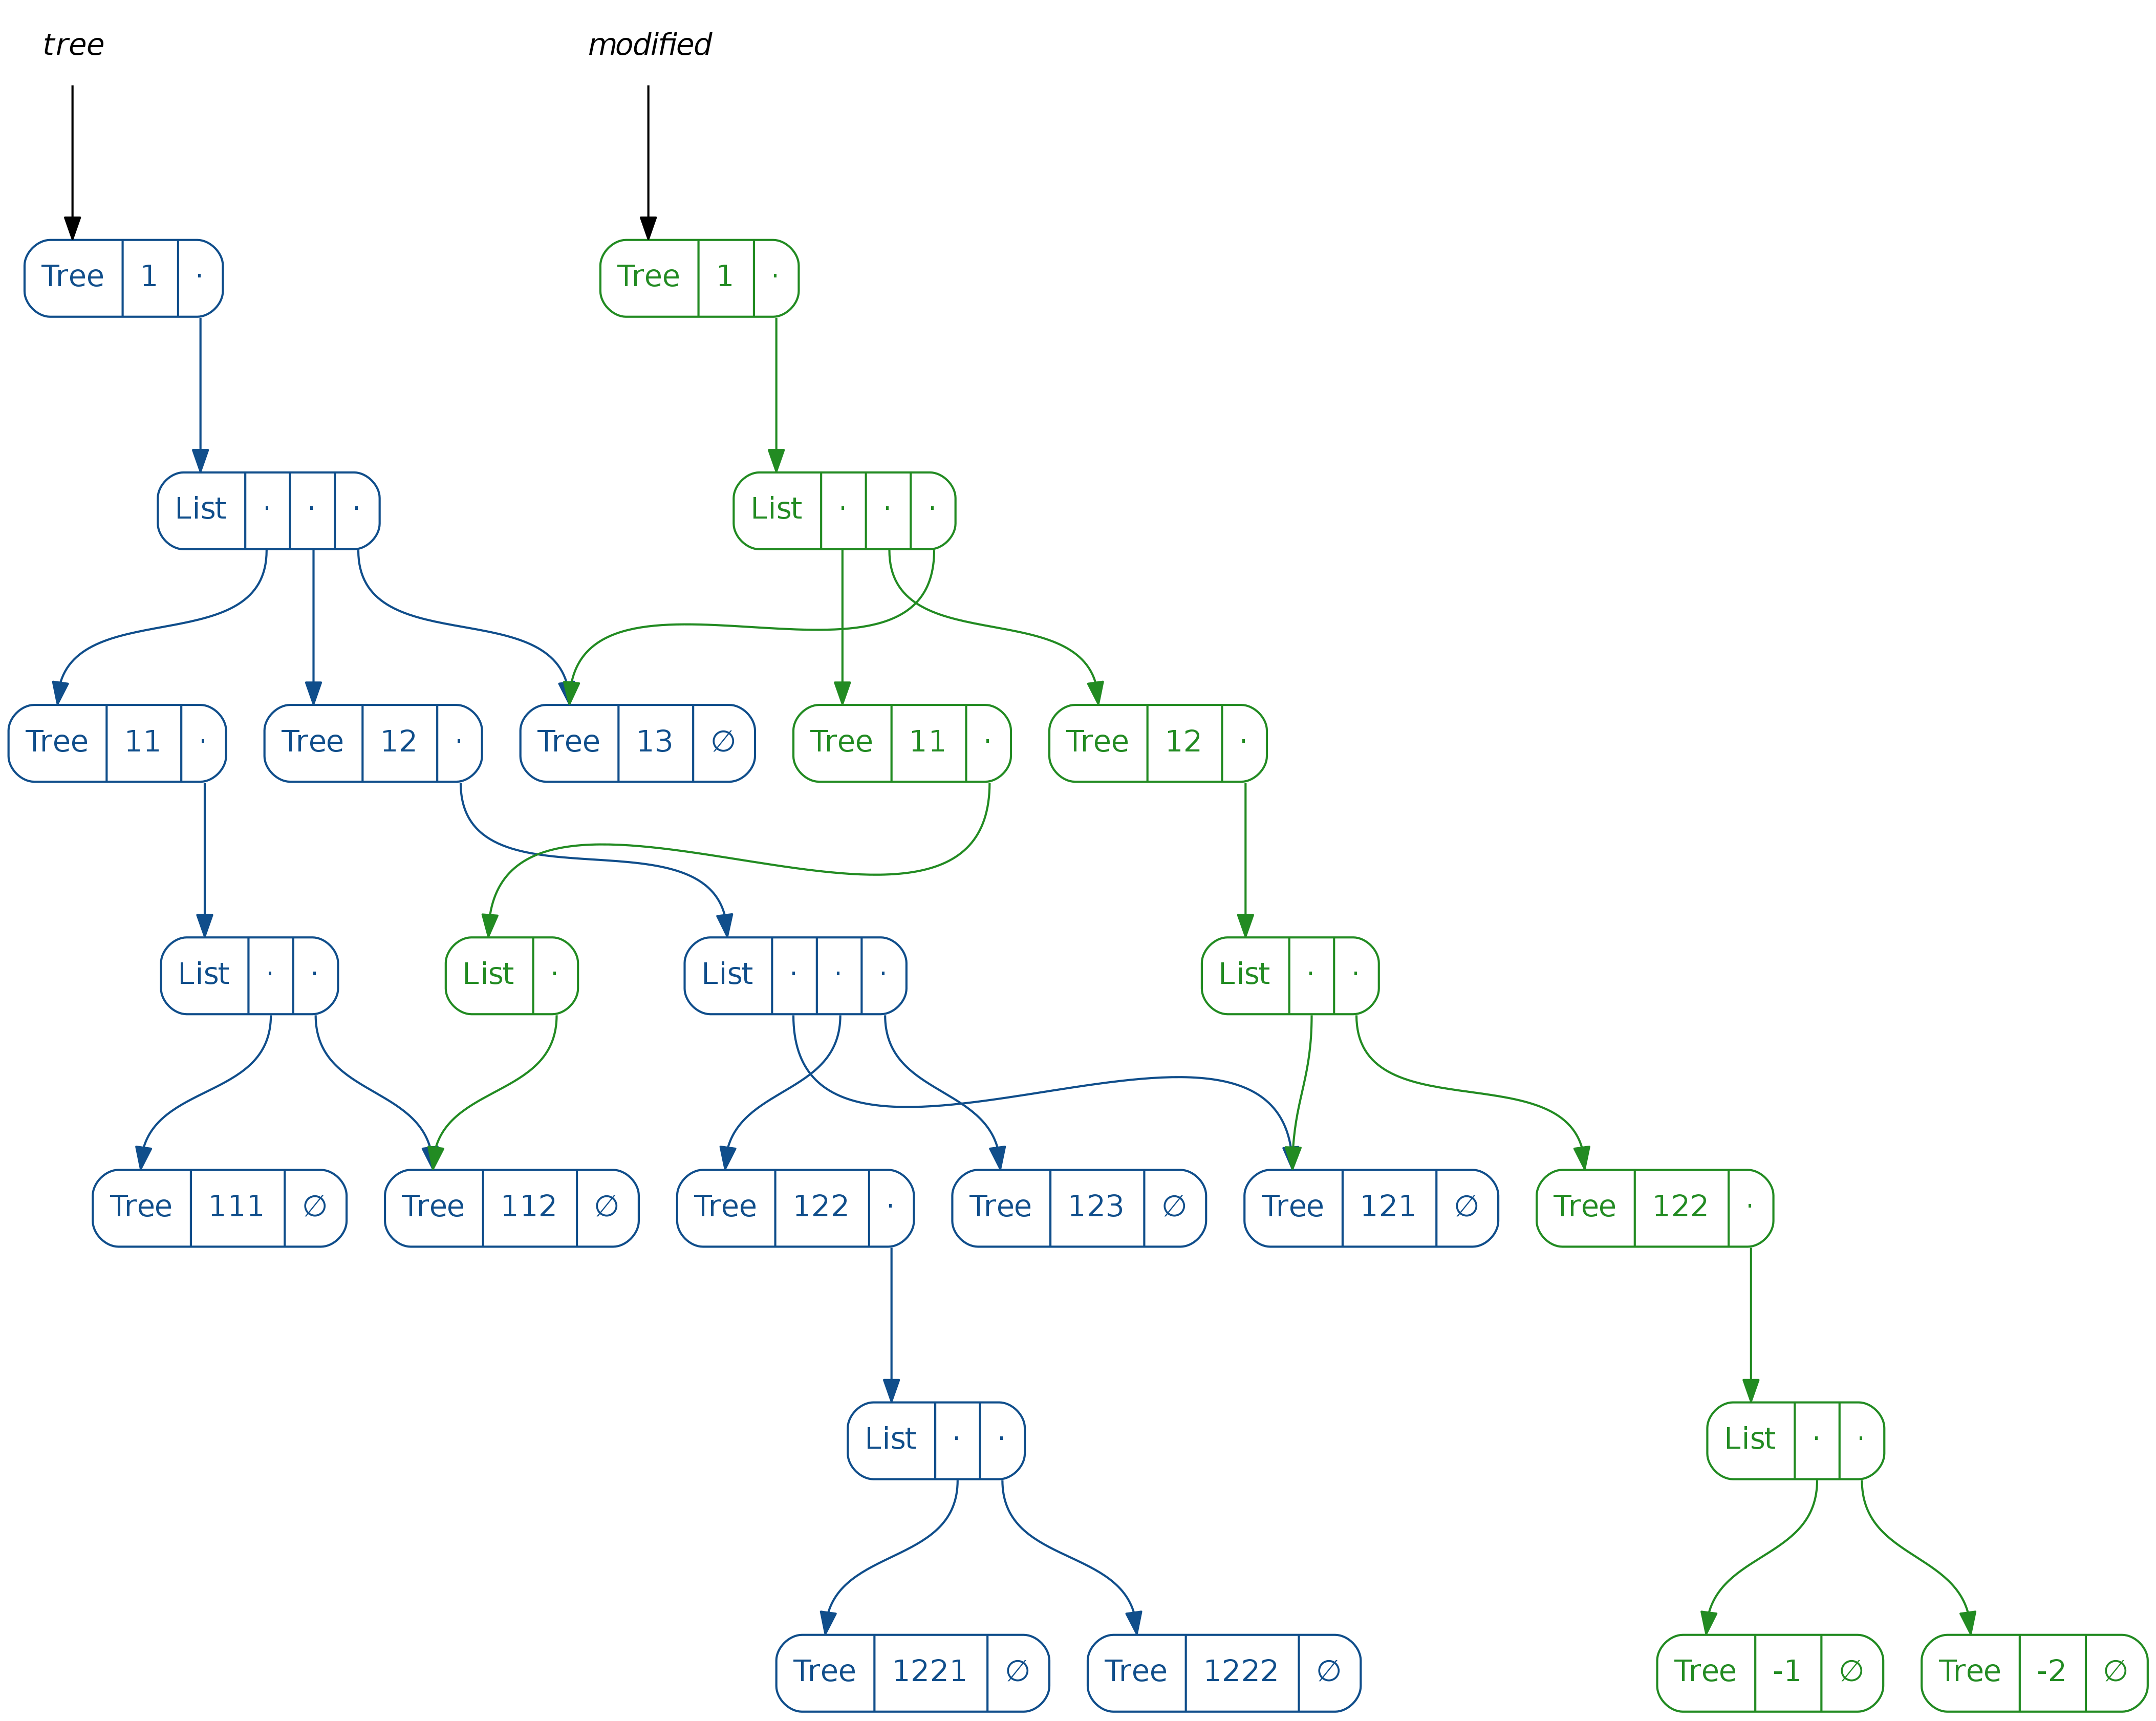 tree modified
Tree 1 · Tree 1 ·
List · · · List · · ·
Tree 11 · Tree 12 · Tree 13 ∅ Tree 11 · Tree 12 ·
List · · List · List · · · List · ·
Tree 111 ∅ Tree 112 ∅ Tree 122 · Tree 123 ∅ Tree 121 ∅ Tree 122 ·
List · · List · ·
Tree 1221 ∅ Tree 1222 ∅ Tree -1 ∅ Tree -2 ∅